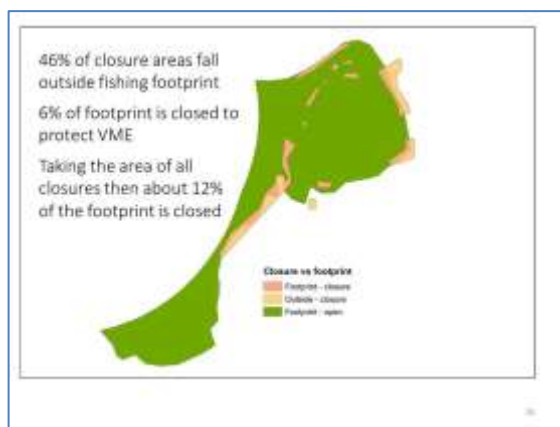 46% of closure areas fall
outside fishing footprint
6% of footprint is closed to
protect VME
Taking the area of all
closures then about 12%
of the footprint is closed
Closure vs footprint
Footprint - closure
Outside - closure
Footprint - open